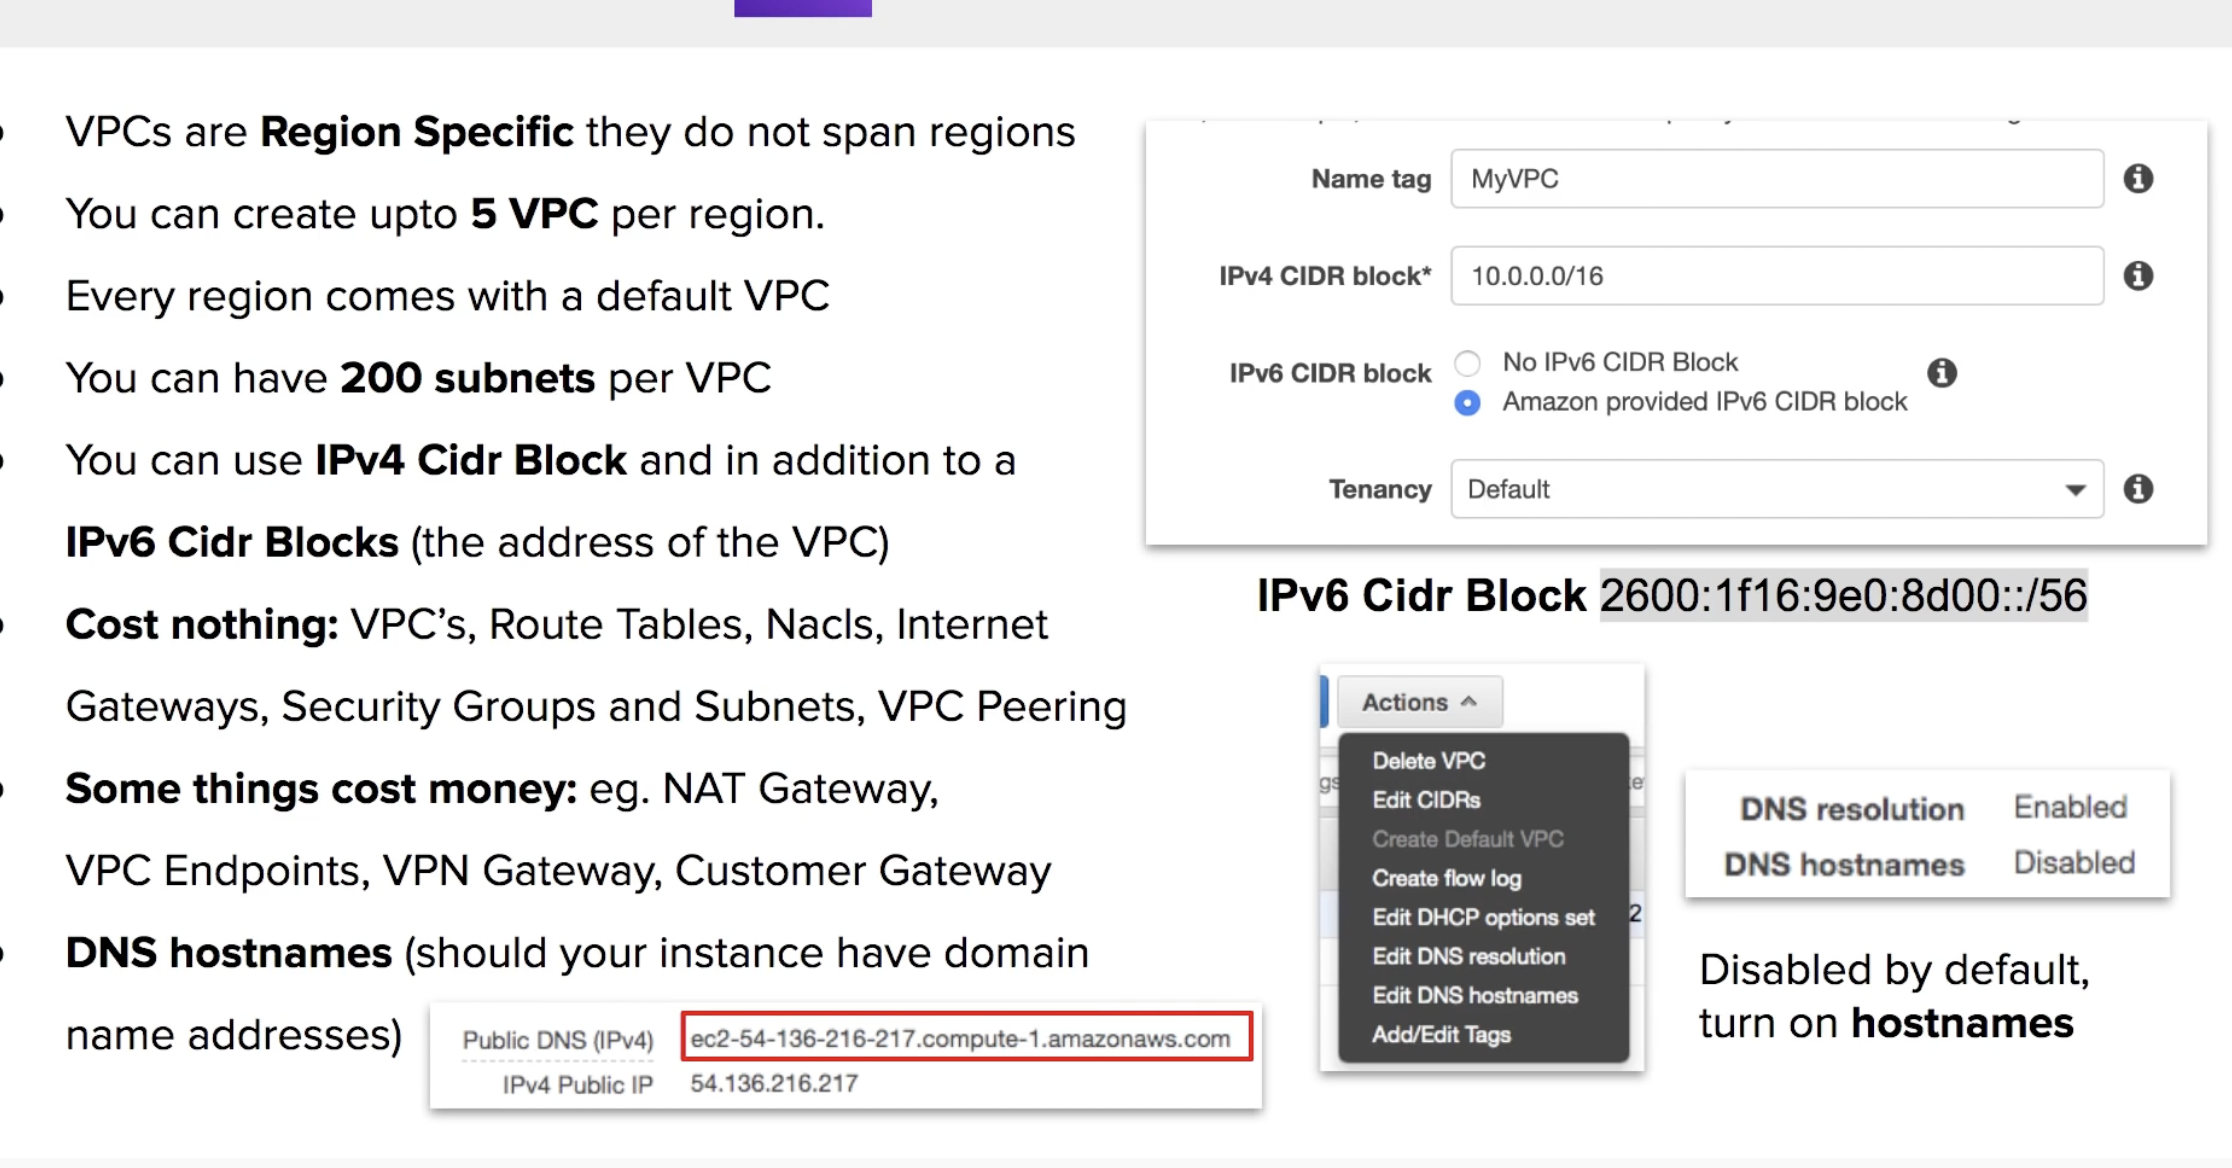 VPCs are Region Specific they do not span regions
You can create upto 5 VPC per region.
Every region comes with a default VPC
You can have 200 subnets per VPC
You can use IPv4 Cidr Block and in addition to a
IPv6 Cidr Blocks (the address of the VPC)
Cost nothing: VPC’s, Route Tables, Nacls, Internet
Gateways, Security Groups and Subnets, VPC Peering
Some things cost money: eg. NAT Gateway,
VPC Endpoints, VPN Gateway, Customer Gateway
DNS hostnames (should your instance have domain
name addresses)
Public DNS (IPv4) ec2-54-136-216-217.compute-1.amazonaws.com
IPv4 Public IP 54.136.216.217
Name tag MyVPC
IPv4 CIDR block* 10.0.0.0/16
IPv6 CIDR block No IPv6 CIDR Block
Amazon provided IPv6 CIDR block
Tenancy Default
IPv6 Cidr Block 2600:1f16:9e0:8d00::/56
Actions
Delete VPC
Edit CIDRs
Create Default VPC
Create flow log
Edit DHCP options set
Edit DNS resolution
Edit DNS hostnames
Add/Edit Tags
DNS resolution Enabled
DNS hostnames Disabled
Disabled by default,
turn on hostnames